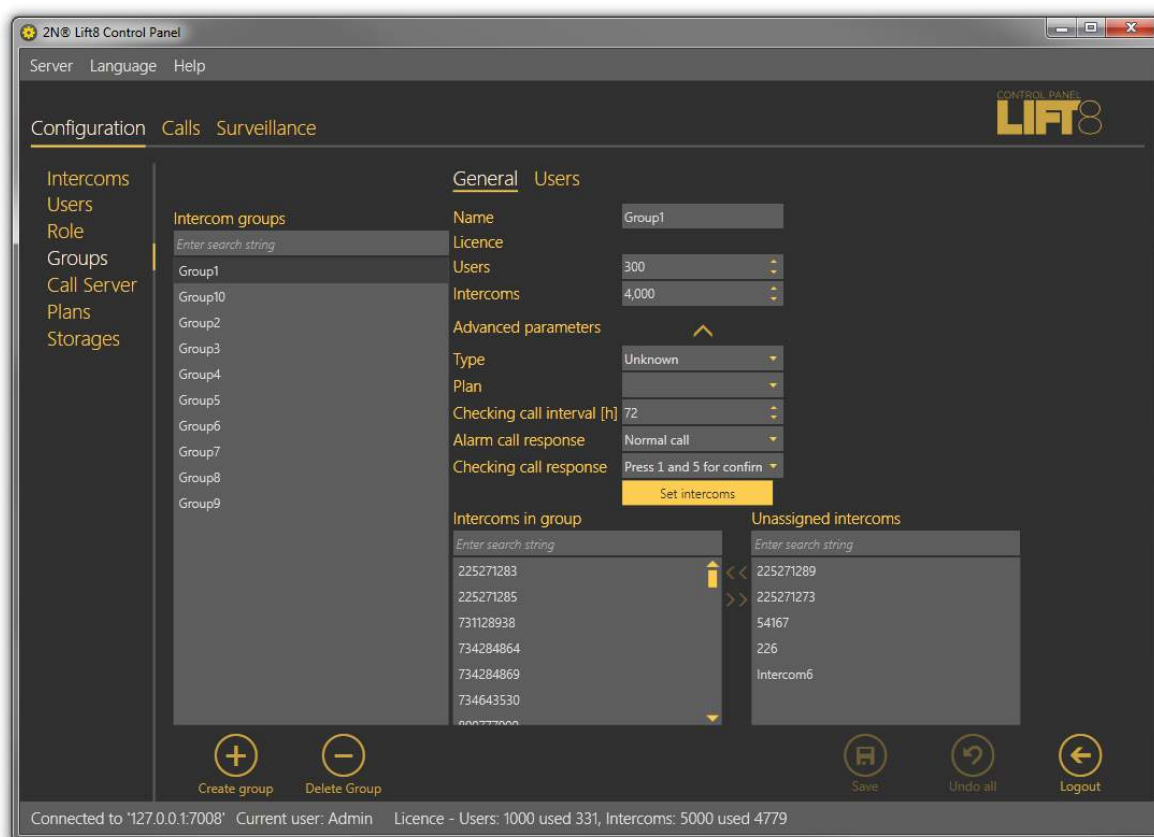 2N® Lift8 Control Panel
Server Language Help
CONTROL PANEL
LIFT8
Configuration Calls Surveillance
Intercoms
Users
Role
Groups
Call Server
Plans
Storages
Intercom groups
Enter search string
Group1
Group10
Group2
Group3
Group4
Group5
Group6
Group7
Group8
Group9
General Users
Name Group1
Licence
Users 300
Intercoms 4,000
Advanced parameters
Type Unknown
Plan
Checking call interval [h] 72
Alarm call response Normal call
Checking call response Press 1 and 5 for confirn
Set intercoms
Intercoms in group
Enter search string
225271283
225271285
731128938
734284864
734284869
734643530
<<
>>
Unassigned intercoms
Enter search string
225271289
225271273
54167
226
Intercom6
Create group Delete Group Save Undo all Logout
Connected to '127.0.0.1:7008' Current user: Admin Licence - Users: 1000 used 331, Intercoms: 5000 used 4779